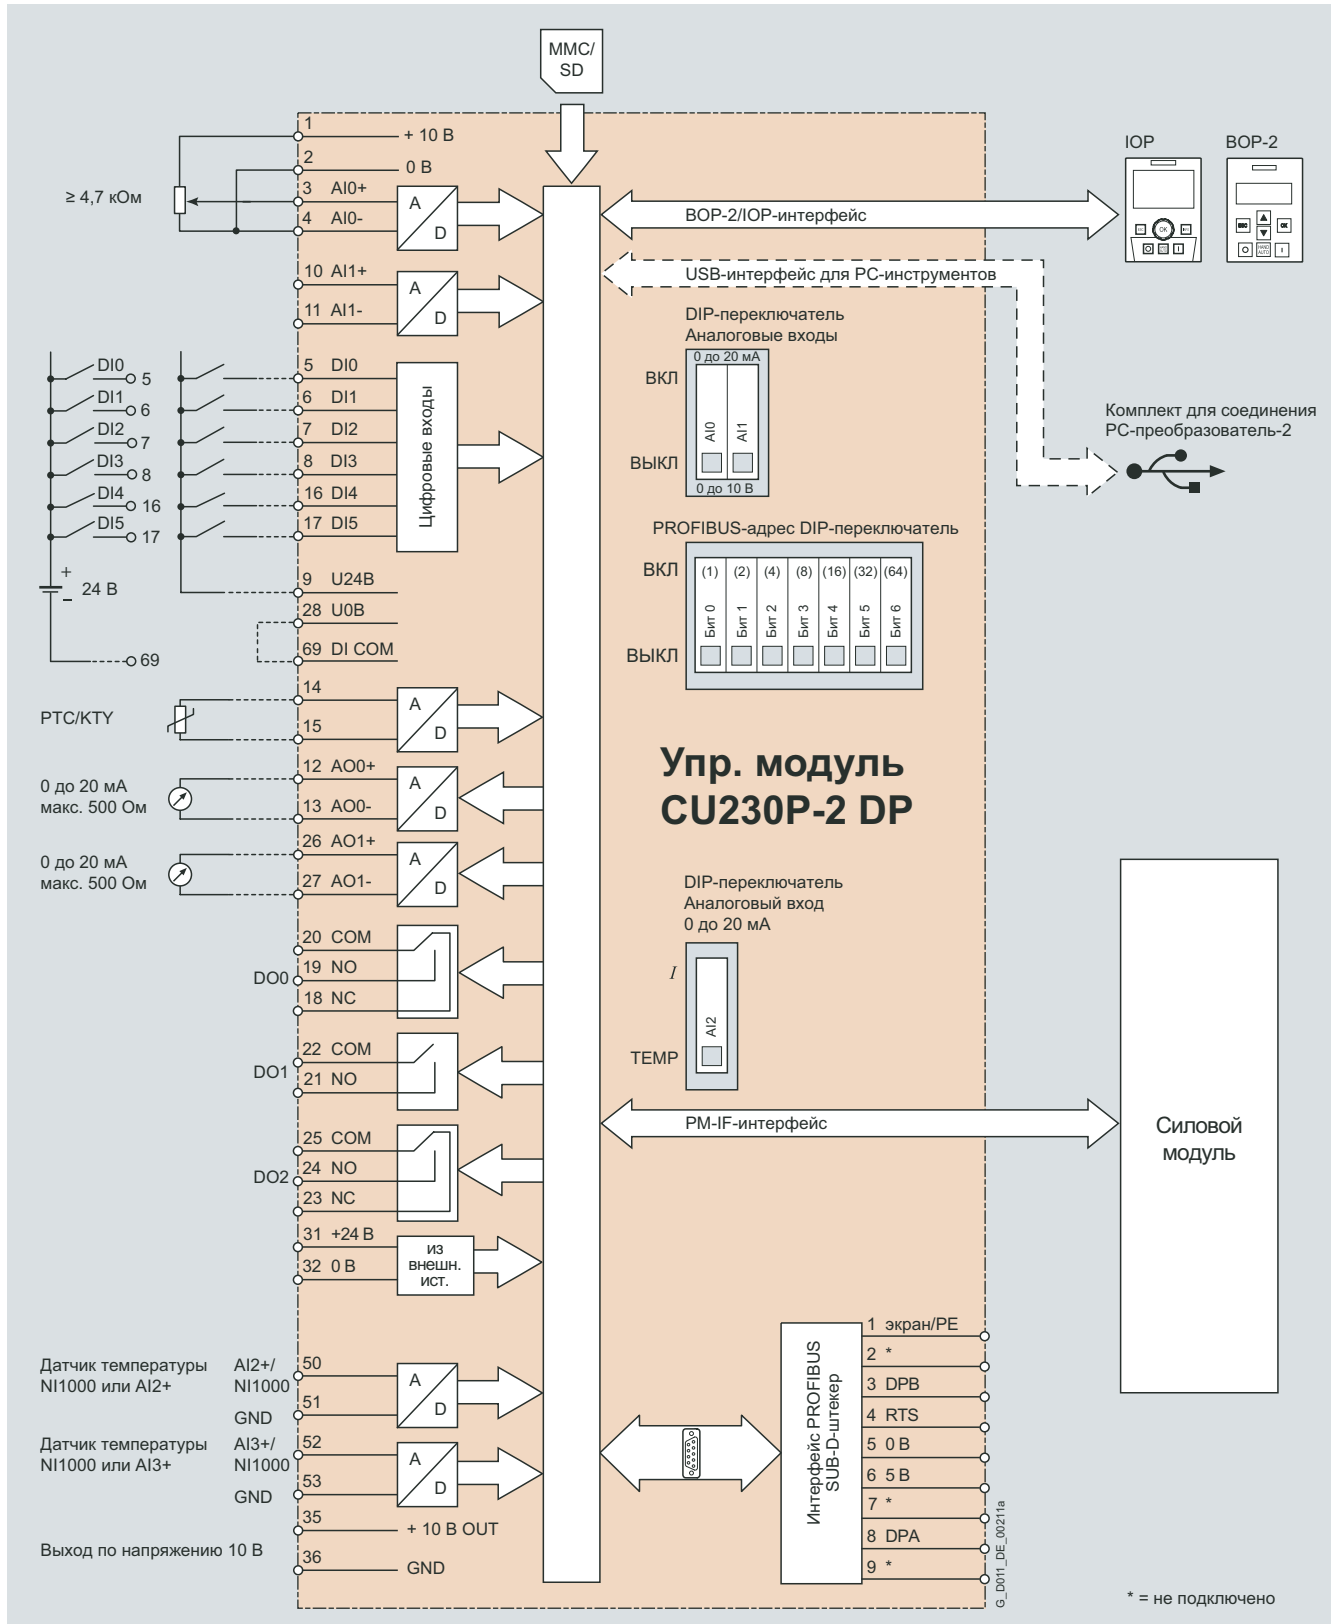 MMC/
SD
1
+ 10 В
2
0 В
3 AI0+
4 AI0-
≥ 4,7 кОм
A
D
10 AI1+
11 AI1-
A
D
BOP-2/IOP-интерфейс
IOP
BOP-2
OK
ESC
OK
HAND
AUTO
I
USB-интерфейс для PC-инструментов
DIP-переключатель
Аналоговые входы
0 до 20 мА
ВКЛ
AI0
AI1
ВЫКЛ
0 до 10 В
Комплект для соединения
PC-преобразователь-2
DI0
5
DI1
6
DI2
7
DI3
8
DI4
16
DI5
17
5 DI0
6 DI1
7 DI2
8 DI3
16 DI4
17 DI5
Цифровые входы
+
24 В
–
69
9 U24В
28 U0В
69 DI COM
PROFIBUS-адрес DIP-переключатель
ВКЛ
(1) (2) (4) (8) (16) (32) (64)
Бит 0
Бит 1
Бит 2
Бит 3
Бит 4
Бит 5
Бит 6
ВЫКЛ
PTC/KTY
14
15
A
D
Упр. модуль
CU230P-2 DP
0 до 20 мА
макс. 500 Ом
12 AO0+
13 AO0-
A
D
0 до 20 мА
макс. 500 Ом
26 AO1+
27 AO1-
A
D
DIP-переключатель
Аналоговый вход
0 до 20 мА
I
AI2
TEMP
DO0
20 COM
19 NO
18 NC
DO1
22 COM
21 NO
DO2
25 COM
24 NO
23 NC
PM-IF-интерфейс
Силовой
модуль
31 +24 В
32 0 В
из
внешн.
ист.
Датчик температуры
NI1000 или AI2+
AI2+/
NI1000
GND
50
51
A
D
Датчик температуры
NI1000 или AI3+
AI3+/
NI1000
GND
52
53
A
D
Выход по напряжению 10 В
35
+ 10 В OUT
36
GND
Интерфейс PROFIBUS
SUB-D-штекер
1 экран/PE
2 *
3 DPB
4 RTS
5 0 В
6 5 В
7 *
8 DPA
9 *
G_D011_DE_00211a
* = не подключено